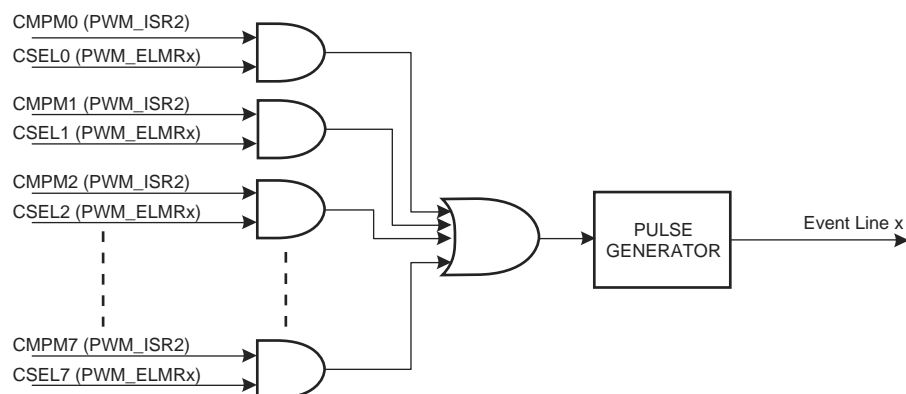 CMPM0 (PWM_ISR2)
CSEL0 (PWM_ELMRx)
CMPM1 (PWM_ISR2)
CSEL1 (PWM_ELMRx)
CMPM2 (PWM_ISR2)
CSEL2 (PWM_ELMRx)
PULSE
GENERATOR
Event Line x
CMPM7 (PWM_ISR2)
CSEL7 (PWM_ELMRx)